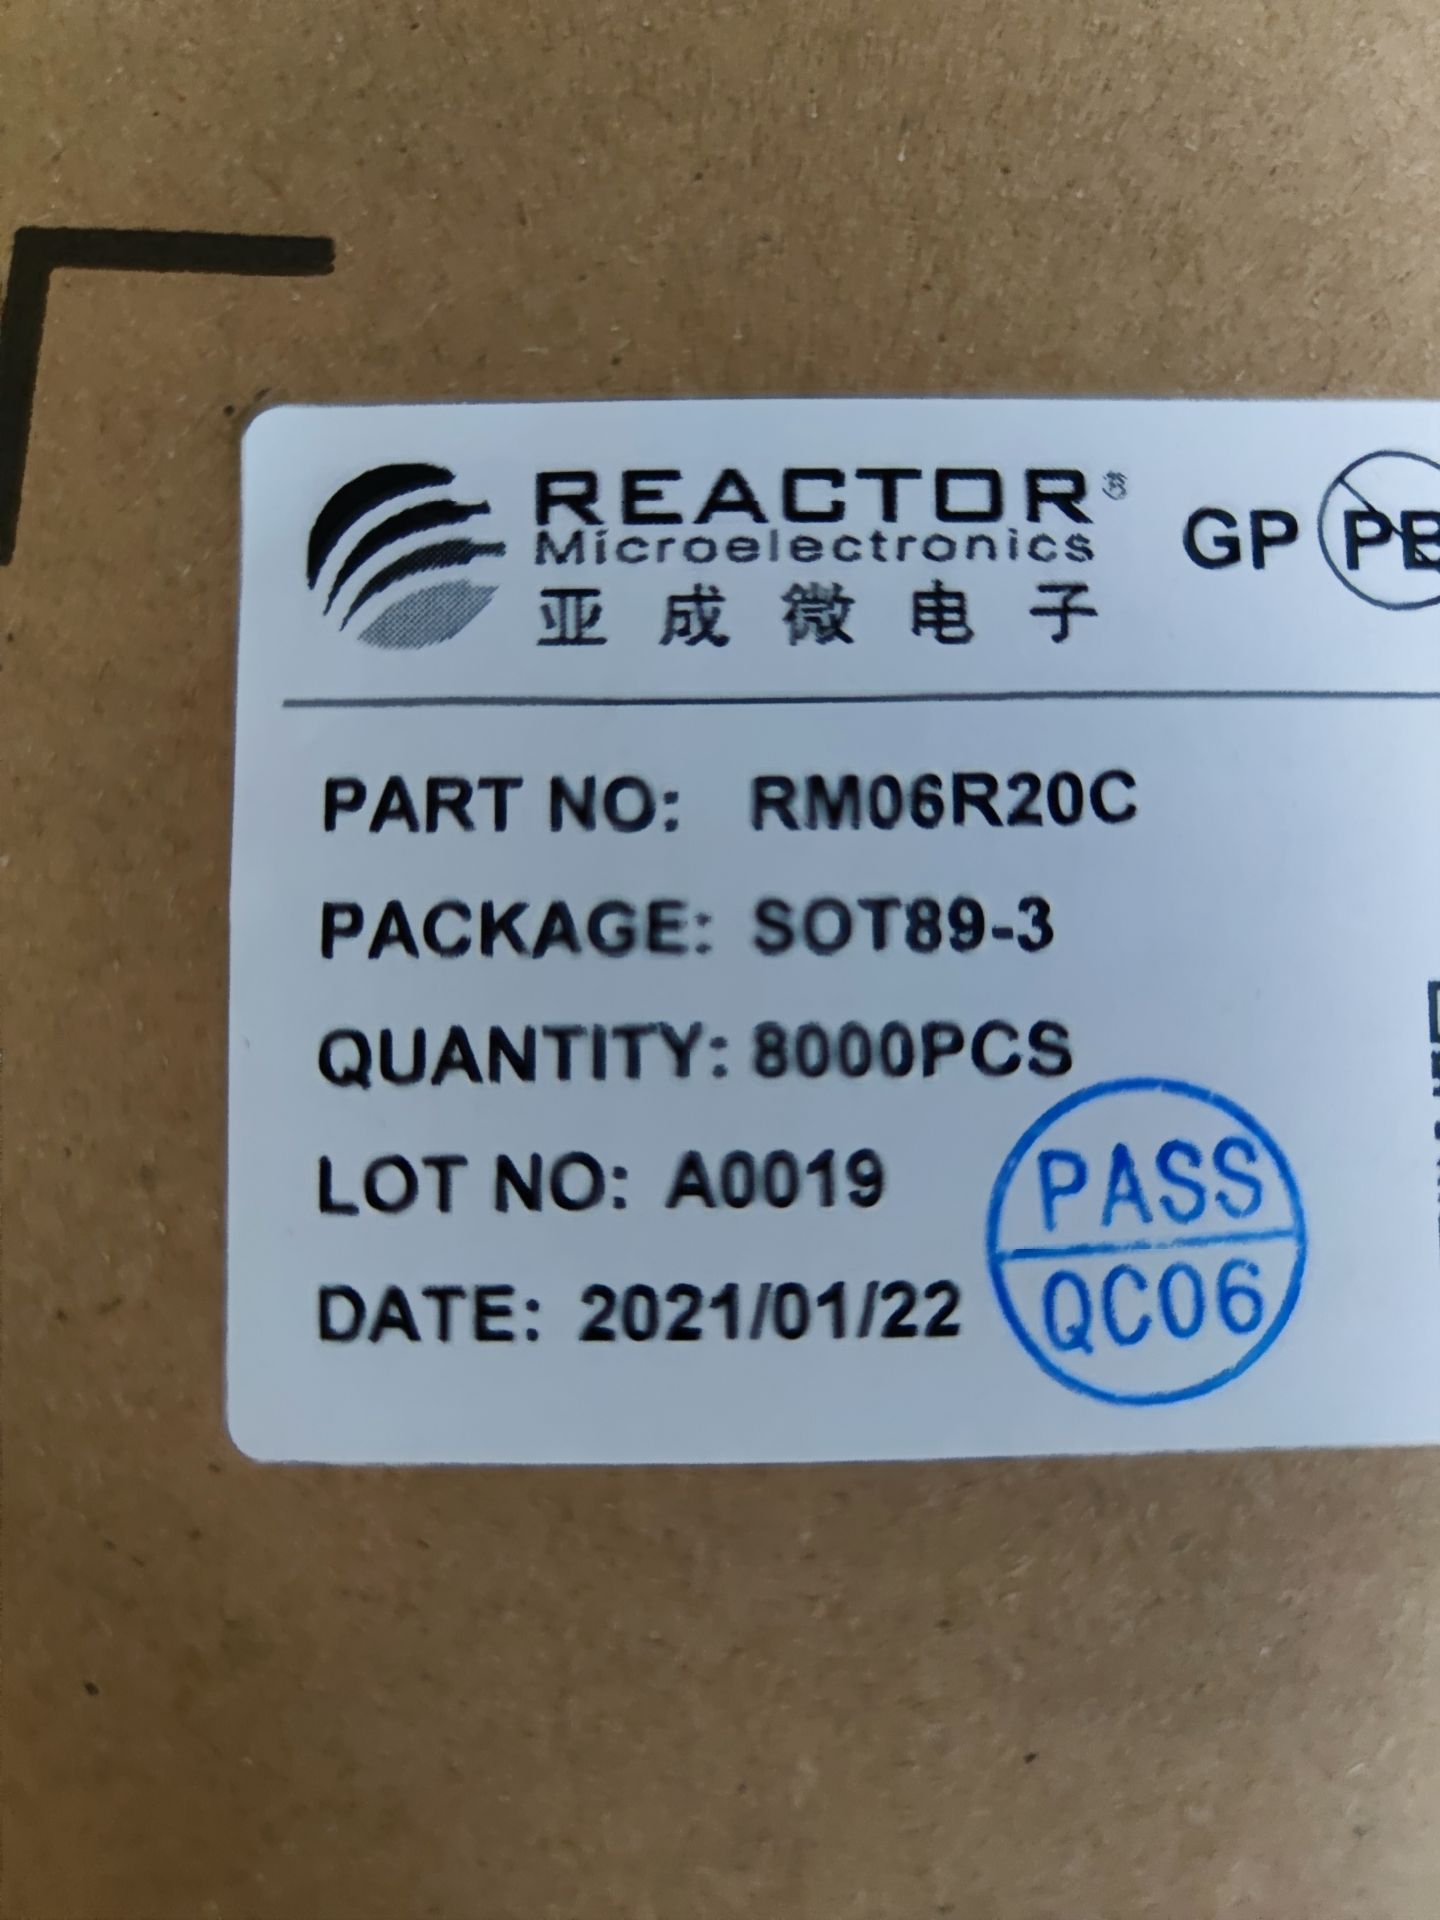 REACTOR®
Microelectronics
亚成微电子
GP PB
PART NO: RM06R20C
PACKAGE: SOT89-3
QUANTITY: 8000PCS
LOT NO: A0019
DATE: 2021/01/22
PASS
QC06